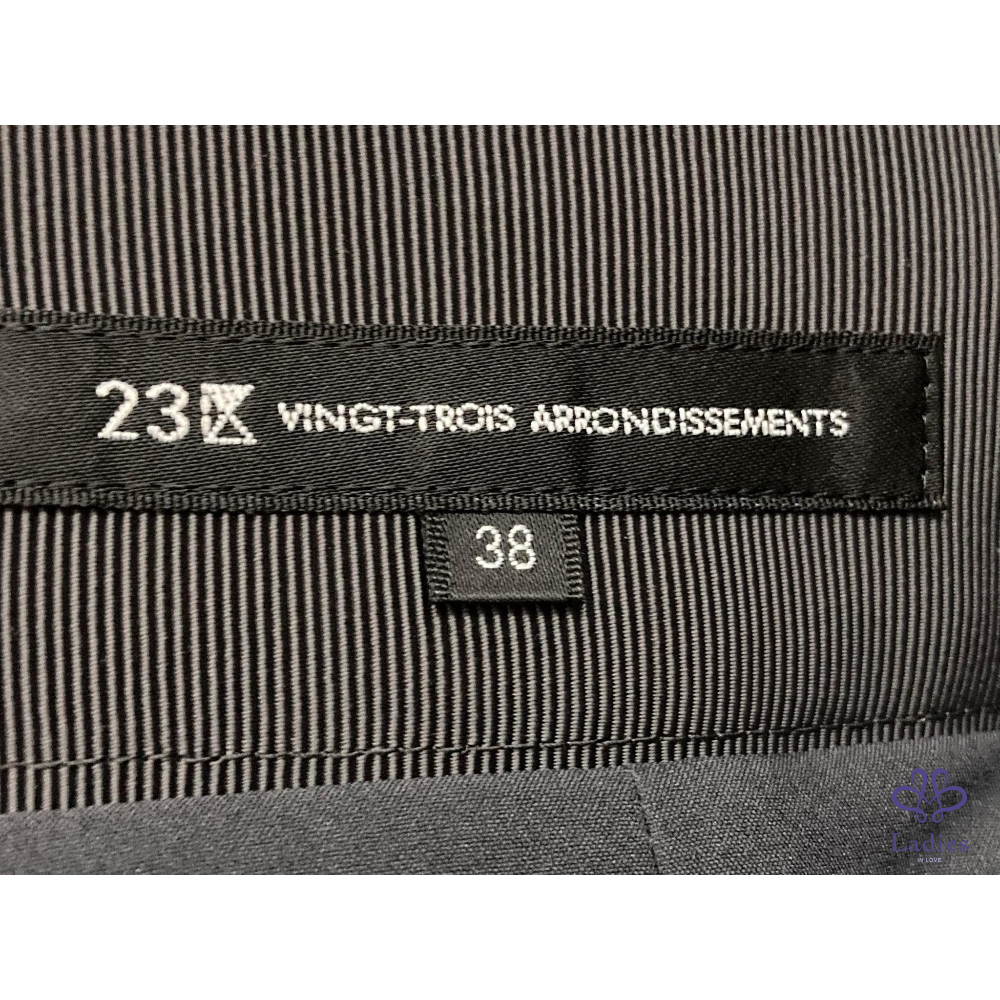 23区 VINGT-TROIS ARRONDISSEMENTS
38
Ladies
IN LOVE